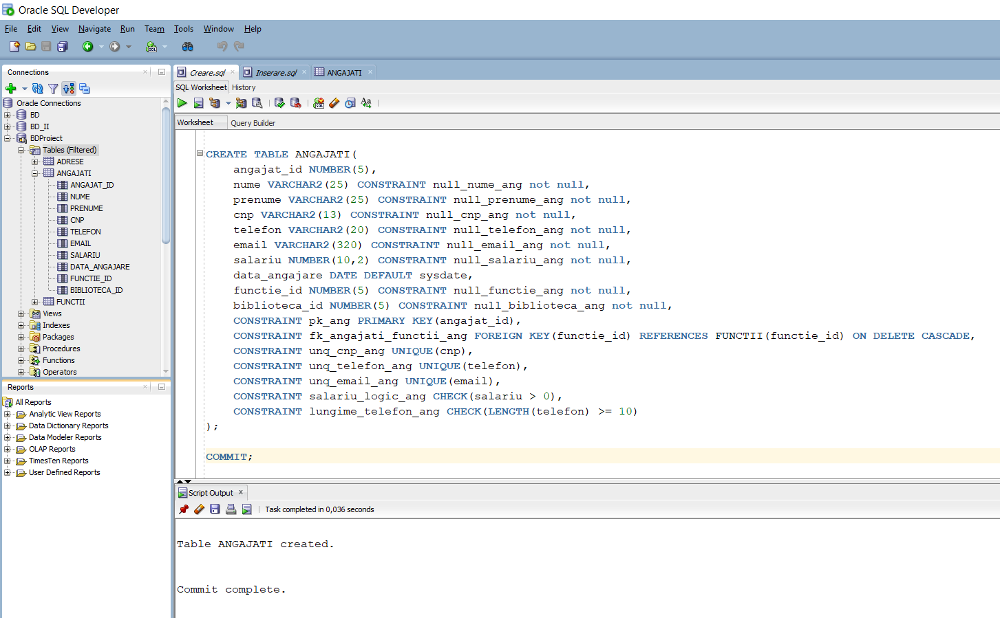 Oracle SQL Developer
File Edit View Navigate Run Team Tools Window Help
Connections
Oracle Connections
BD
BD_II
BDProiect
Tables (Filtered)
ADRESE
ANGAJATI
ANGAJAT_ID
NUME
PRENUME
CNP
TELEFON
EMAIL
SALARIU
DATA_ANGAJARE
FUNCTIE_ID
BIBLIOTECA_ID
FUNCTII
Views
Indexes
Packages
Procedures
Functions
Operators
Reports
All Reports
Analytic View Reports
Data Dictionary Reports
Data Modeler Reports
OLAP Reports
TimesTen Reports
User Defined Reports
Creare.sql Inserare.sql ANGAJATI
SQL Worksheet History
Worksheet Query Builder
CREATE TABLE ANGAJATI(
angajat_id NUMBER(5),
nume VARCHAR2(25) CONSTRAINT null_nume_ang not null,
prenume VARCHAR2(25) CONSTRAINT null_prenume_ang not null,
cnp VARCHAR2(13) CONSTRAINT null_cnp_ang not null,
telefon VARCHAR2(20) CONSTRAINT null_telefon_ang not null,
email VARCHAR2(320) CONSTRAINT null_email_ang not null,
salariu NUMBER(10,2) CONSTRAINT null_salariu_ang not null,
data_angajare DATE DEFAULT sysdate,
functie_id NUMBER(5) CONSTRAINT null_functie_ang not null,
biblioteca_id NUMBER(5) CONSTRAINT null_biblioteca_ang not null,
CONSTRAINT pk_ang PRIMARY KEY(angajat_id),
CONSTRAINT fk_angajati_functii_ang FOREIGN KEY(functie_id) REFERENCES FUNCTII(functie_id) ON DELETE CASCADE,
CONSTRAINT unq_cnp_ang UNIQUE(cnp),
CONSTRAINT unq_telefon_ang UNIQUE(telefon),
CONSTRAINT unq_email_ang UNIQUE(email),
CONSTRAINT salariu_logic_ang CHECK(salariu > 0),
CONSTRAINT lungime_telefon_ang CHECK(LENGTH(telefon) >= 10)
);
COMMIT;
Script Output
Task completed in 0,036 seconds
Table ANGAJATI created.
Commit complete.